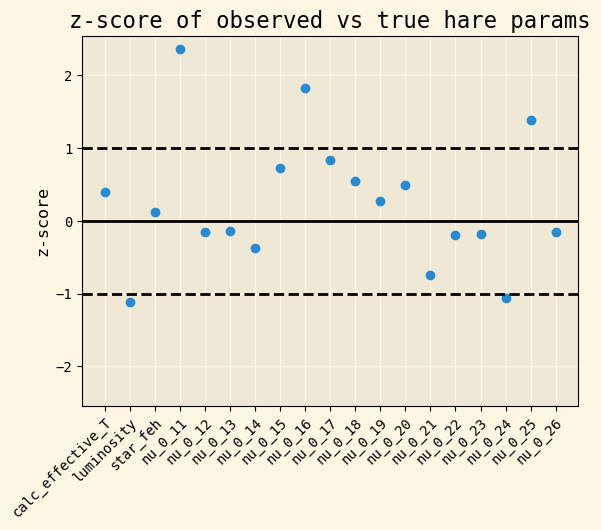 z-score of observed vs true hare params
z-score
2
1
0
−1
−2
calc_effective_T
luminosity
star_feh
nu_0_11
nu_0_12
nu_0_13
nu_0_14
nu_0_15
nu_0_16
nu_0_17
nu_0_18
nu_0_19
nu_0_20
nu_0_21
nu_0_22
nu_0_23
nu_0_24
nu_0_25
nu_0_26